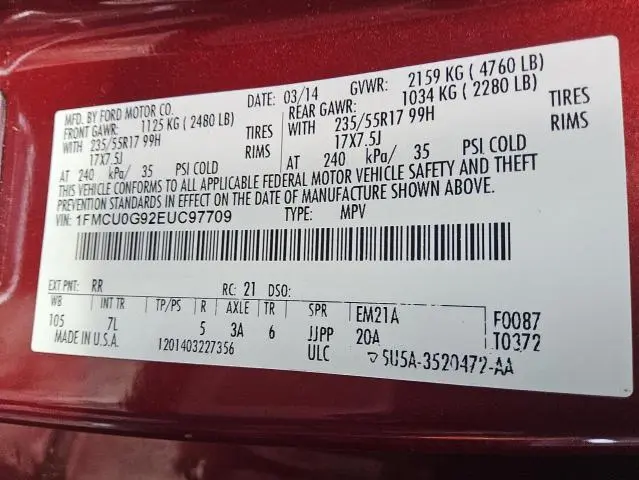 MFD. BY FORD MOTOR CO. DATE: 03/14 GVWR: 2159 KG ( 4760 LB)
FRONT GAWR: 1125 KG ( 2480 LB) REAR GAWR: 1034 KG ( 2280 LB)
WITH 235/55R17 99H TIRES WITH 235/55R17 99H TIRES
17X7.5J RIMS 17X7.5J RIMS
AT 240 kPa/ 35 PSI COLD AT 240 kPa/ 35 PSI COLD
THIS VEHICLE CONFORMS TO ALL APPLICABLE FEDERAL MOTOR VEHICLE SAFETY AND THEFT
PREVENTION STANDARDS IN EFFECT ON THE DATE OF MANUFACTURE SHOWN ABOVE.
VIN: 1FMCU0G92EUC97709 TYPE: MPV
EXT PNT: RR RC: 21 DSO:
WB INT TR TP/PS R AXLE TR SPR EM21A F0087
105 7L 5 3A 6 JJPP 20A T0372
MADE IN U.S.A. 1201403227356 ULC 5U5A-3520472-AA